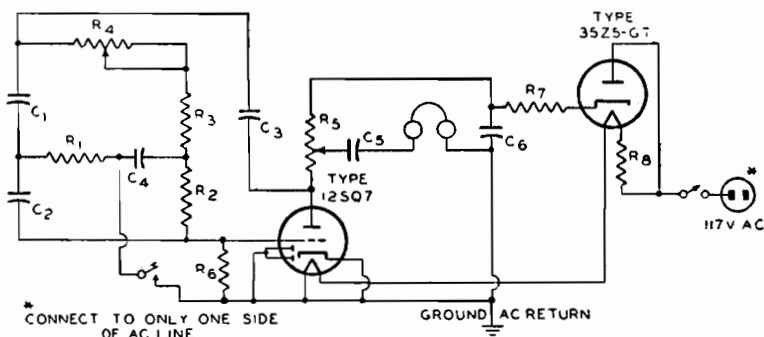 R4
TYPE
35Z5-GT
C1
R3
C3
R5
R7
R1
C4
C5
C6
R8
C2
R2
TYPE
12SQ7
*
117V AC
R6
*
CONNECT TO ONLY ONE SIDE
OF AC LINE
GROUND AC RETURN